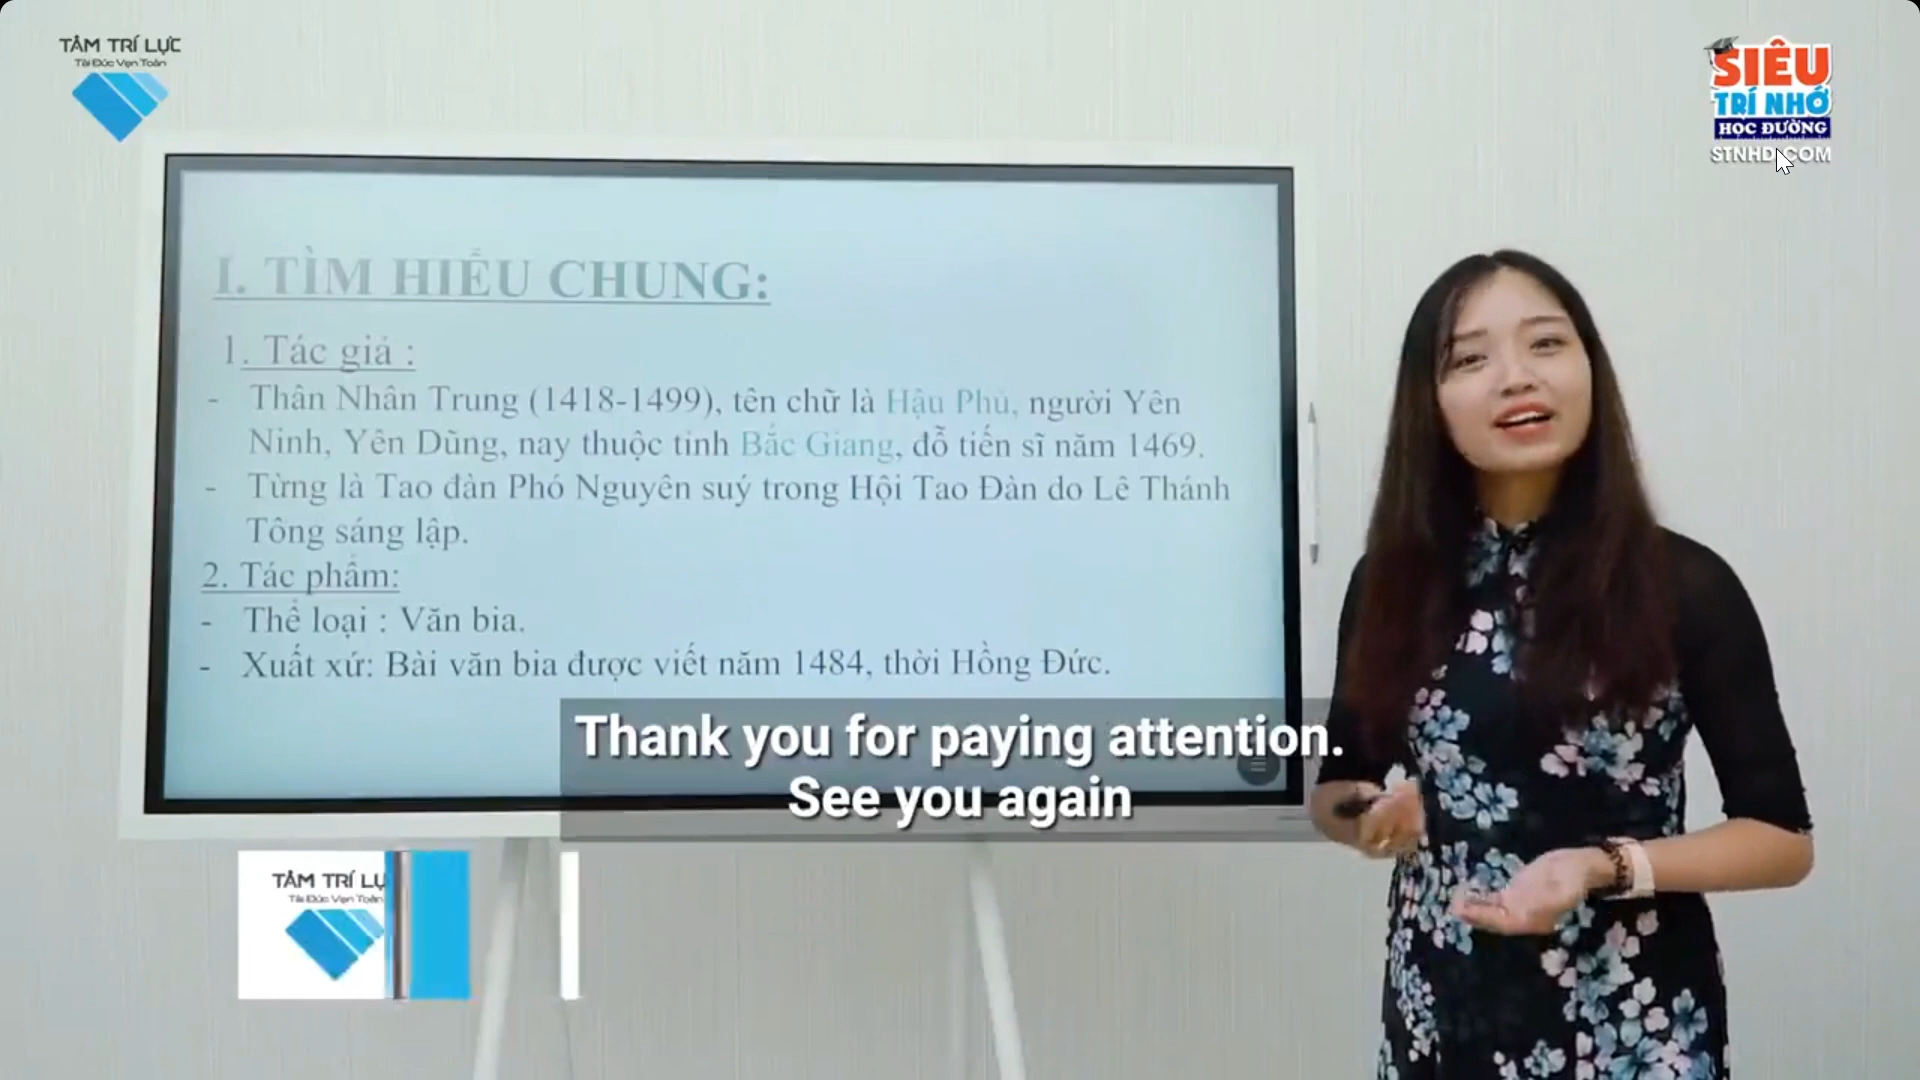 TÂM TRÍ LỰC
Tài Đức Vẹn Toàn
SIÊU
TRÍ NHỚ
HỌC ĐƯỜNG
STNHD.COM
I. TÌM HIỂU CHUNG:
1. Tác giả :
- Thân Nhân Trung (1418-1499), tên chữ là Hậu Phủ, người Yên
Ninh, Yên Dũng, nay thuộc tỉnh Bắc Giang, đỗ tiến sĩ năm 1469.
- Từng là Tao đàn Phó Nguyên suý trong Hội Tao Đàn do Lê Thánh
Tông sáng lập.
2. Tác phẩm:
- Thể loại : Văn bia.
- Xuất xứ: Bài văn bia được viết năm 1484, thời Hồng Đức.
Thank you for paying attention.
See you again
TÂM TRÍ LỰ
Tài Đức Vẹn Toàn